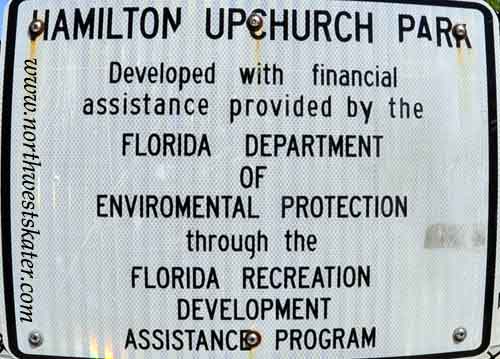 HAMILTON UPCHURCH PARK
Developed with financial
assistance provided by the
FLORIDA DEPARTMENT
OF
ENVIROMENTAL PROTECTION
through the
FLORIDA RECREATION
DEVELOPMENT
ASSISTANCE PROGRAM
www.northwestskater.com